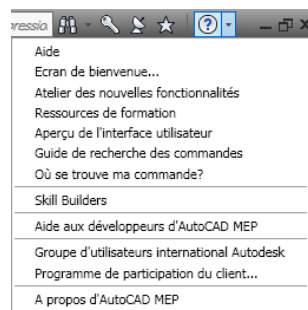 pressio.
Aide
Ecran de bienvenue...
Atelier des nouvelles fonctionnalités
Ressources de formation
Aperçu de l'interface utilisateur
Guide de recherche des commandes
Où se trouve ma commande?
Skill Builders
Aide aux développeurs d'AutoCAD MEP
Groupe d'utilisateurs international Autodesk
Programme de participation du client...
A propos d'AutoCAD MEP